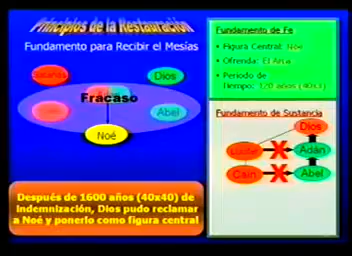 Principios de la Restauración
Fundamento para Recibir el Mesías
Satanás
Dios
Fracaso
Caín
Abel
Noé
Después de 1600 años (40x40) de
Indemnización, Dios pudo reclamar
a Noé y ponerlo como figura central
Fundamento de Fe
• Figura Central: Noé
• Ofrenda: El Arca
• Periodo de
Tiempo: 120 años (40x3)
Fundamento de Sustancia
Dios
Lucifer
Adán
Caín
Abel